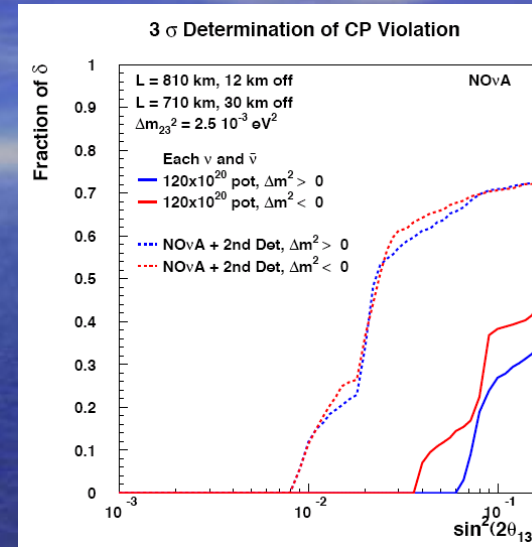 3 σ Determination of CP Violation
Fraction of δ
L = 810 km, 12 km off
NOνA
L = 710 km, 30 km off
Δm₂₃² = 2.5 10⁻³ eV²
Each ν and ν̄
120x10²⁰ pot, Δm² > 0
120x10²⁰ pot, Δm² < 0
NOνA + 2nd Det, Δm² > 0
NOνA + 2nd Det, Δm² < 0
1
0.9
0.8
0.7
0.6
0.5
0.4
0.3
0.2
0.1
0
10⁻³ 10⁻² 10⁻¹
sin²(2θ₁₃